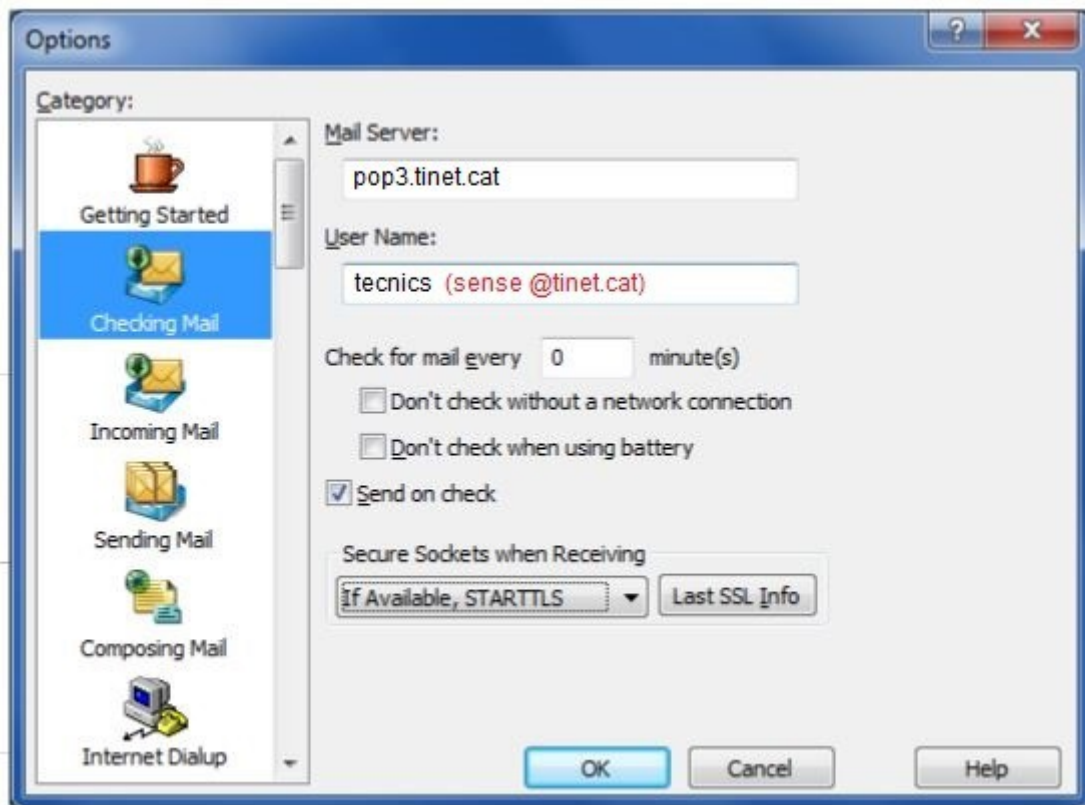 Options
Category:
Getting Started
Checking Mail
Incoming Mail
Sending Mail
Composing Mail
Internet Dialup
Mail Server:
pop3.tinet.cat
User Name:
tecnics (sense @tinet.cat)
Check for mail every 0 minute(s)
Don't check without a network connection
Don't check when using battery
Send on check
Secure Sockets when Receiving
If Available, STARTTLS
Last SSL Info
OK
Cancel
Help